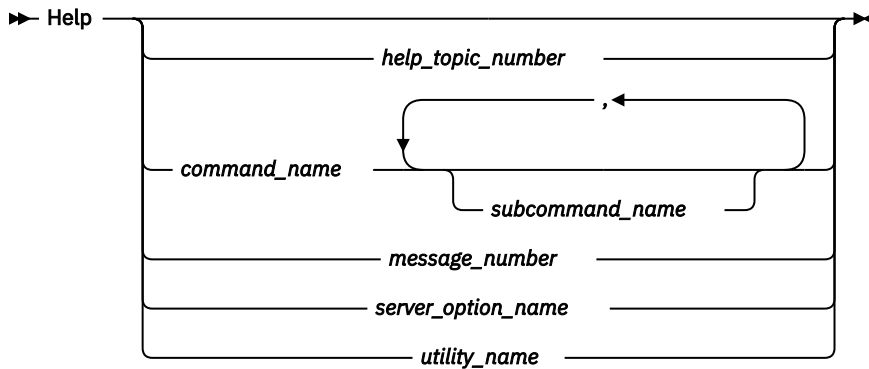 Help
help_topic_number
,
command_name
subcommand_name
message_number
server_option_name
utility_name